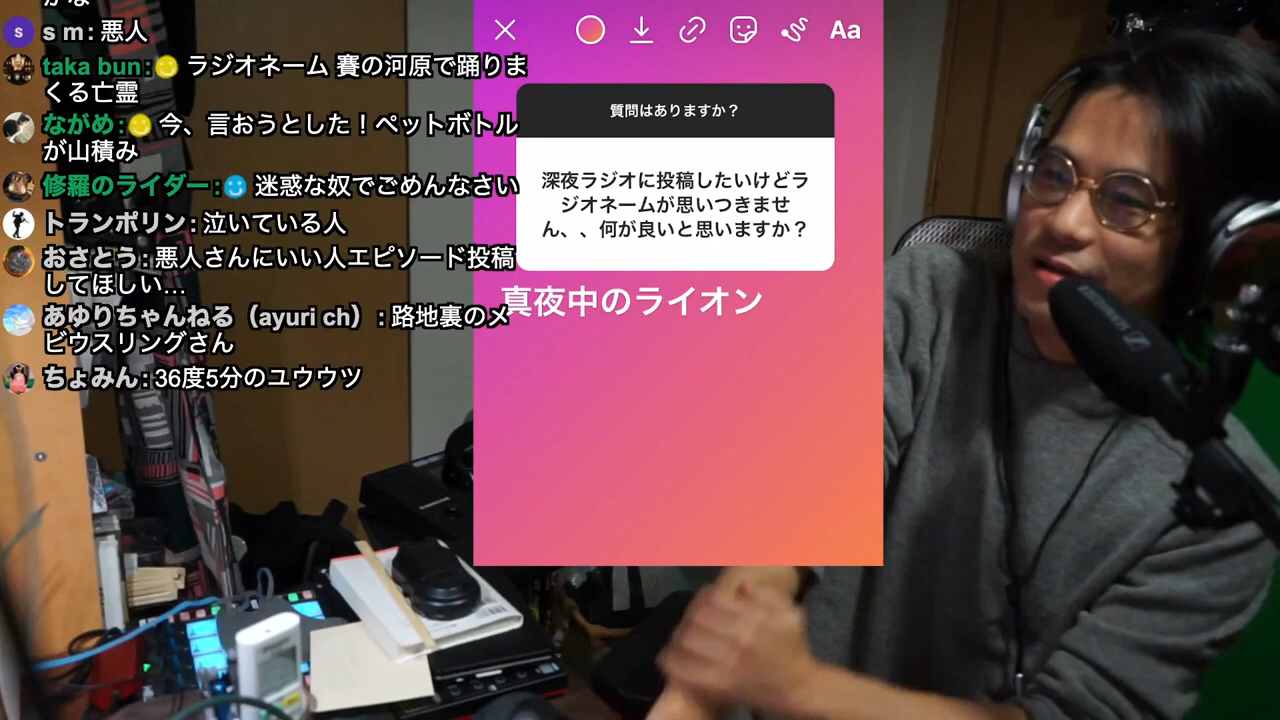 かな
s m: 悪人
taka bun: ラジオネーム 賽の河原で踊りま
くる亡霊
ながめ: 今、言おうとした！ペットボトル
が山積み
修羅のライダー: 迷惑な奴でごめんなさい
トランポリン: 泣いている人
おさとう: 悪人さんにいい人エピソード投稿
してほしい…
あゆりちゃんねる（ayuri ch）: 路地裏のメ
ビウスリングさん
ちょみん: 36度5分のユウウツ
Aa
質問はありますか？
深夜ラジオに投稿したいけどラ
ジオネームが思いつきませ
ん、、何が良いと思いますか？
真夜中のライオン
SENNHEISER